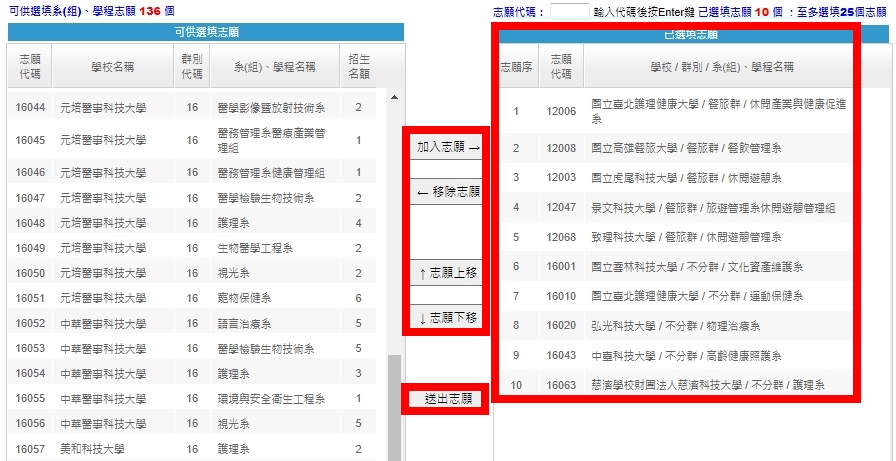 可供選填系(組)、學程志願 136 個
志願代碼： 輸入代碼後按Enter鍵 已選填志願 10 個 ：至多選填25個志願
可供選填志願
志願代碼 學校名稱 群別代碼 系(組)、學程名稱 招生名額
16044 元培醫事科技大學 16 醫學影像暨放射技術系 2
16045 元培醫事科技大學 16 醫務管理系醫療產業管理組 1
16046 元培醫事科技大學 16 醫務管理系健康管理組 1
16047 元培醫事科技大學 16 醫學檢驗生物技術系 2
16048 元培醫事科技大學 16 護理系 4
16049 元培醫事科技大學 16 生物醫學工程系 2
16050 元培醫事科技大學 16 視光系 2
16051 元培醫事科技大學 16 寵物保健系 6
16052 中華醫事科技大學 16 語言治療系 5
16053 中華醫事科技大學 16 醫學檢驗生物技術系 5
16054 中華醫事科技大學 16 護理系 3
16055 中華醫事科技大學 16 環境與安全衛生工程系 1
16056 中華醫事科技大學 16 視光系 5
16057 美和科技大學 16 護理系 2
加入志願 →
← 移除志願
↑ 志願上移
↓ 志願下移
送出志願
已選填志願
志願序 志願代碼 學校 / 群別 / 系(組)、學程名稱
1 12006 國立臺北護理健康大學 / 餐旅群 / 休閒產業與健康促進系
2 12008 國立高雄餐旅大學 / 餐旅群 / 餐飲管理系
3 12003 國立虎尾科技大學 / 餐旅群 / 休閒遊憩系
4 12047 景文科技大學 / 餐旅群 / 旅遊管理系休閒遊憩管理組
5 12068 致理科技大學 / 餐旅群 / 休閒遊憩管理系
6 16001 國立雲林科技大學 / 不分群 / 文化資產維護系
7 16010 國立臺北護理健康大學 / 不分群 / 運動保健系
8 16020 弘光科技大學 / 不分群 / 物理治療系
9 16043 中臺科技大學 / 不分群 / 高齡健康照護系
10 16063 慈濟學校財團法人慈濟科技大學 / 不分群 / 護理系